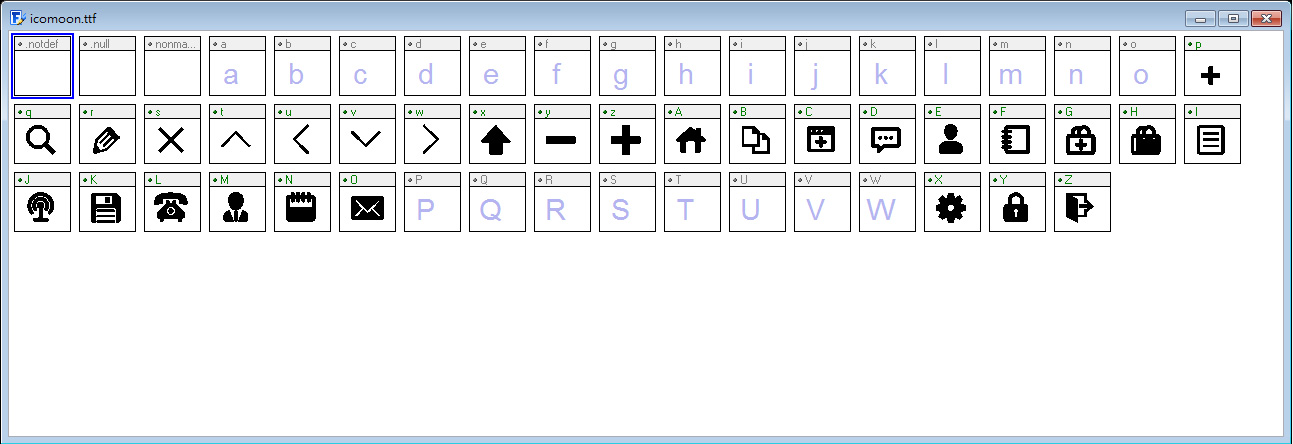 icomoon.ttf
.notdef .null nonma... a b c d e f g h i j k l m n o p
a b c d e f g h i j k l m n o
q r s t u v w x y z A B C D E F G H I
J K L M N O P Q R S T U V W X Y Z
P Q R S T U V W